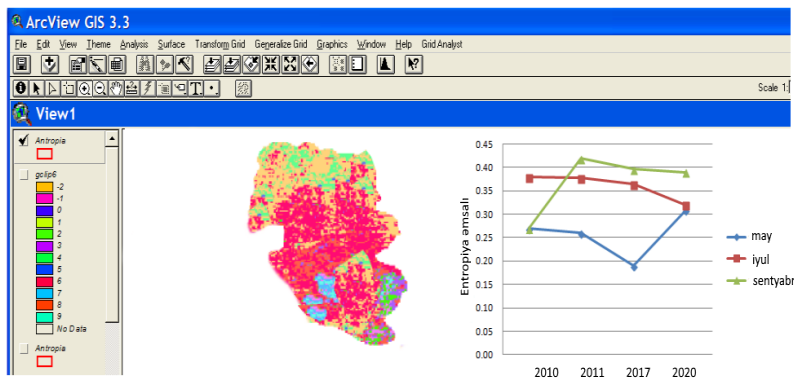 ArcView GIS 3.3
File Edit View Theme Analysis Surface Transform Grid Generalize Grid Graphics Window Help Grid Analyst
Scale 1:
View1
Antropia
gclip6
-2
-1
0
1
2
3
4
5
6
7
8
9
No Data
Antropia
Entropiya amsalı
0.45
0.40
0.35
0.30
0.25
0.20
0.15
0.10
0.05
0.00
2010 2011 2017 2020
may
iyul
sentyabr